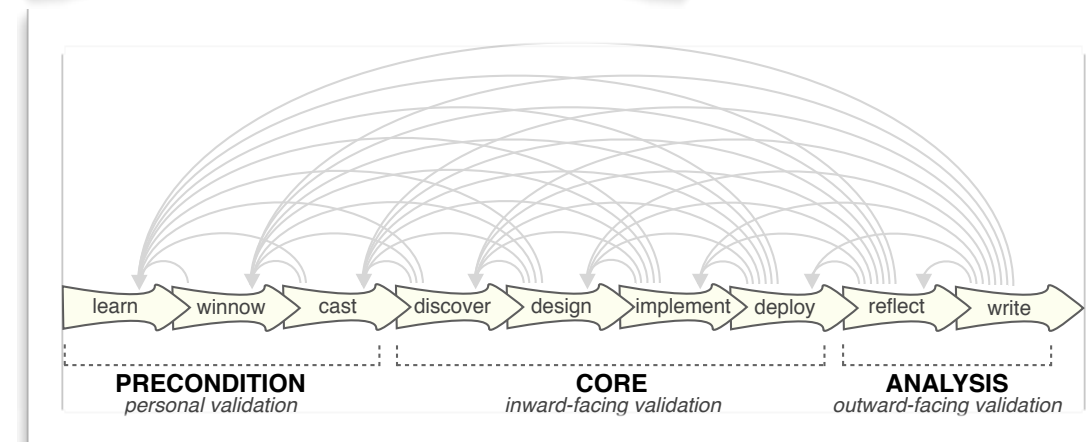 learn winnow cast discover design implement deploy reflect write
PRECONDITION CORE ANALYSIS
personal validation inward-facing validation outward-facing validation